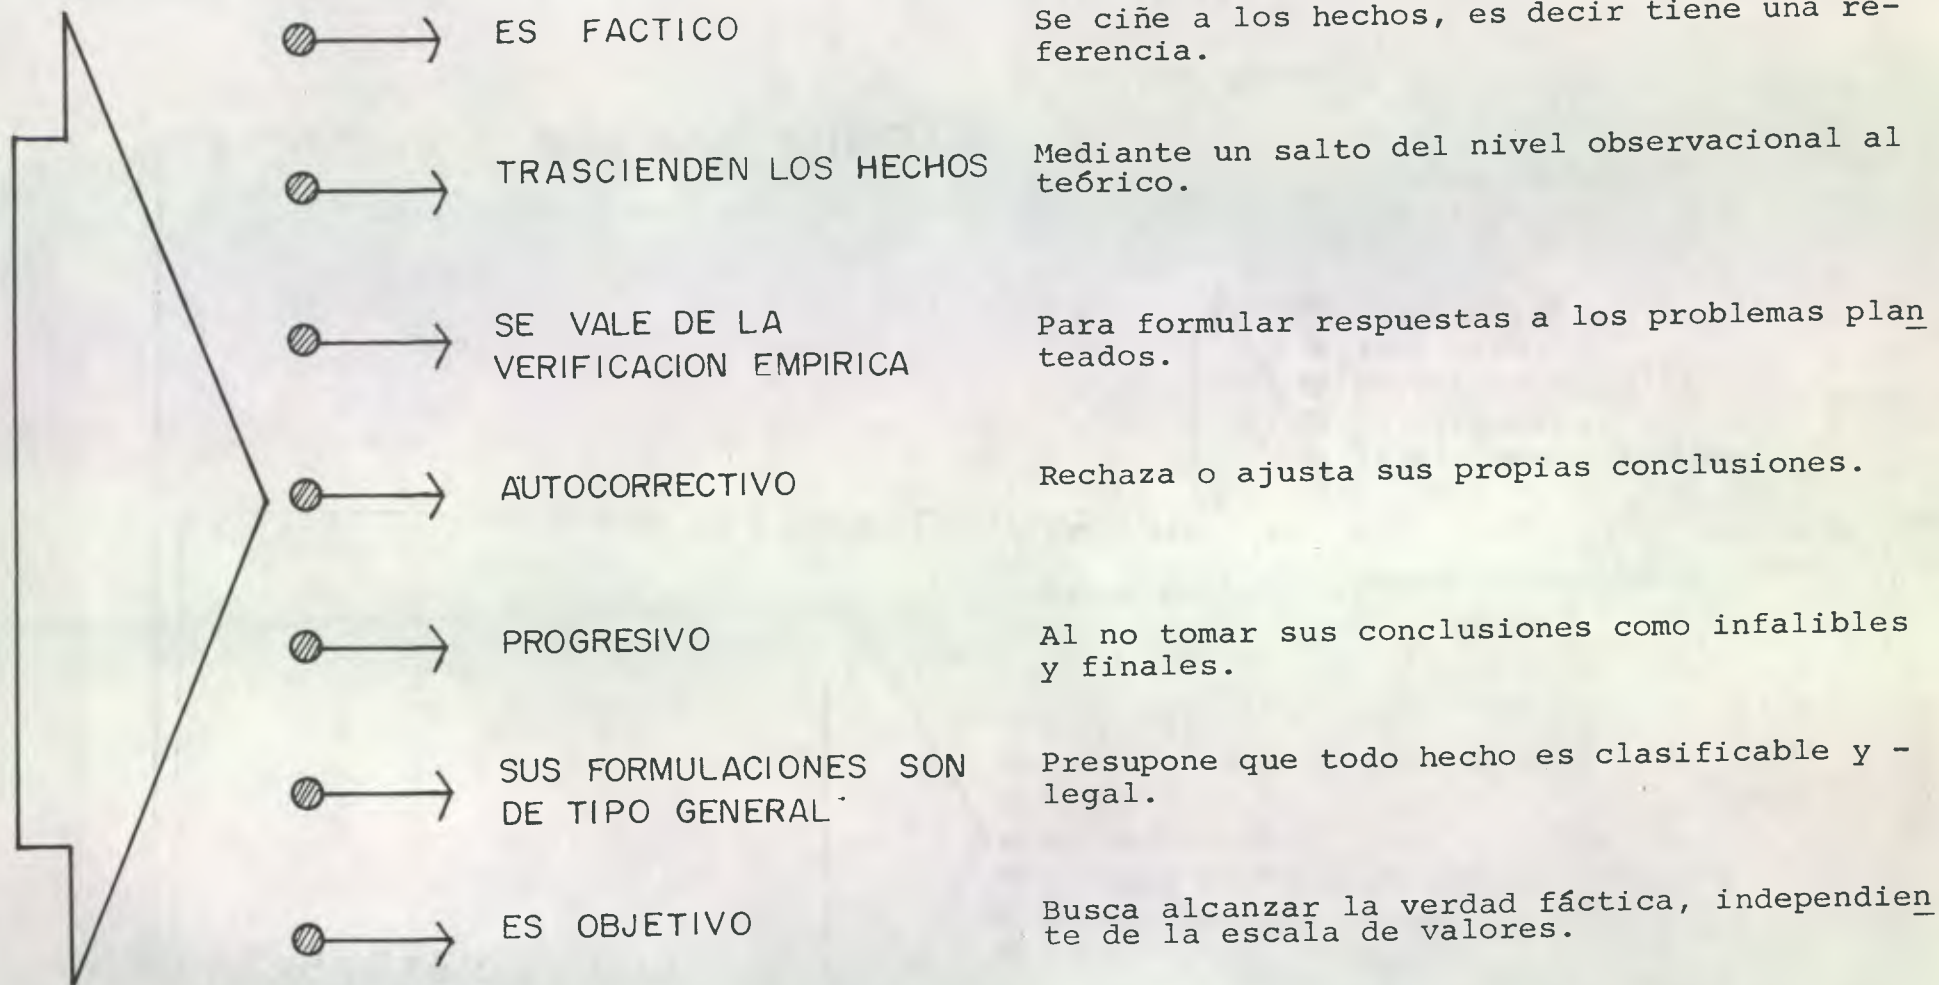 ES FACTICO
Se ciñe a los hechos, es decir tiene una re-
ferencia.
TRASCIENDEN LOS HECHOS
Mediante un salto del nivel observacional al
teórico.
SE VALE DE LA
VERIFICACION EMPIRICA
Para formular respuestas a los problemas plan
teados.
AUTOCORRECTIVO
Rechaza o ajusta sus propias conclusiones.
PROGRESIVO
Al no tomar sus conclusiones como infalibles
y finales.
SUS FORMULACIONES SON
DE TIPO GENERAL
Presupone que todo hecho es clasificable y -
legal.
ES OBJETIVO
Busca alcanzar la verdad fáctica, independien
te de la escala de valores.